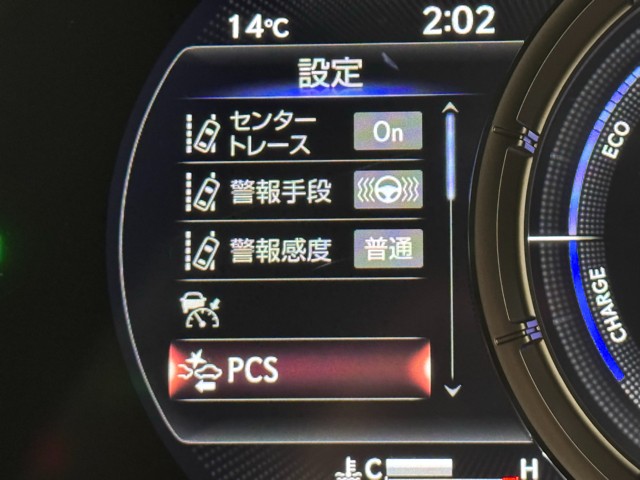 14℃
2:02
設定
センター
トレース
On
警報手段
警報感度
普通
PCS
ECO
CHARGE
C
H